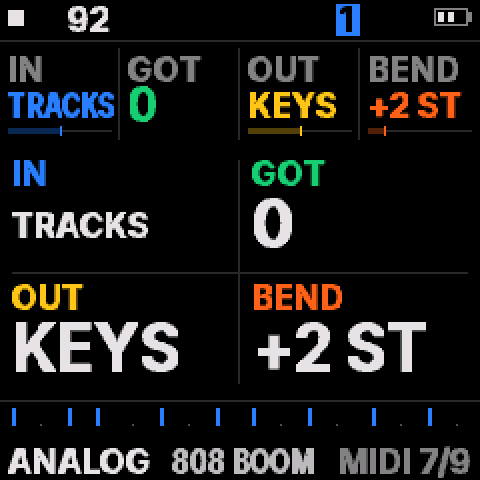 92 1
IN GOT OUT BEND
TRACKS 0 KEYS +2 ST
IN GOT
TRACKS 0
OUT BEND
KEYS +2 ST
ANALOG 808 BOOM MIDI 7/9